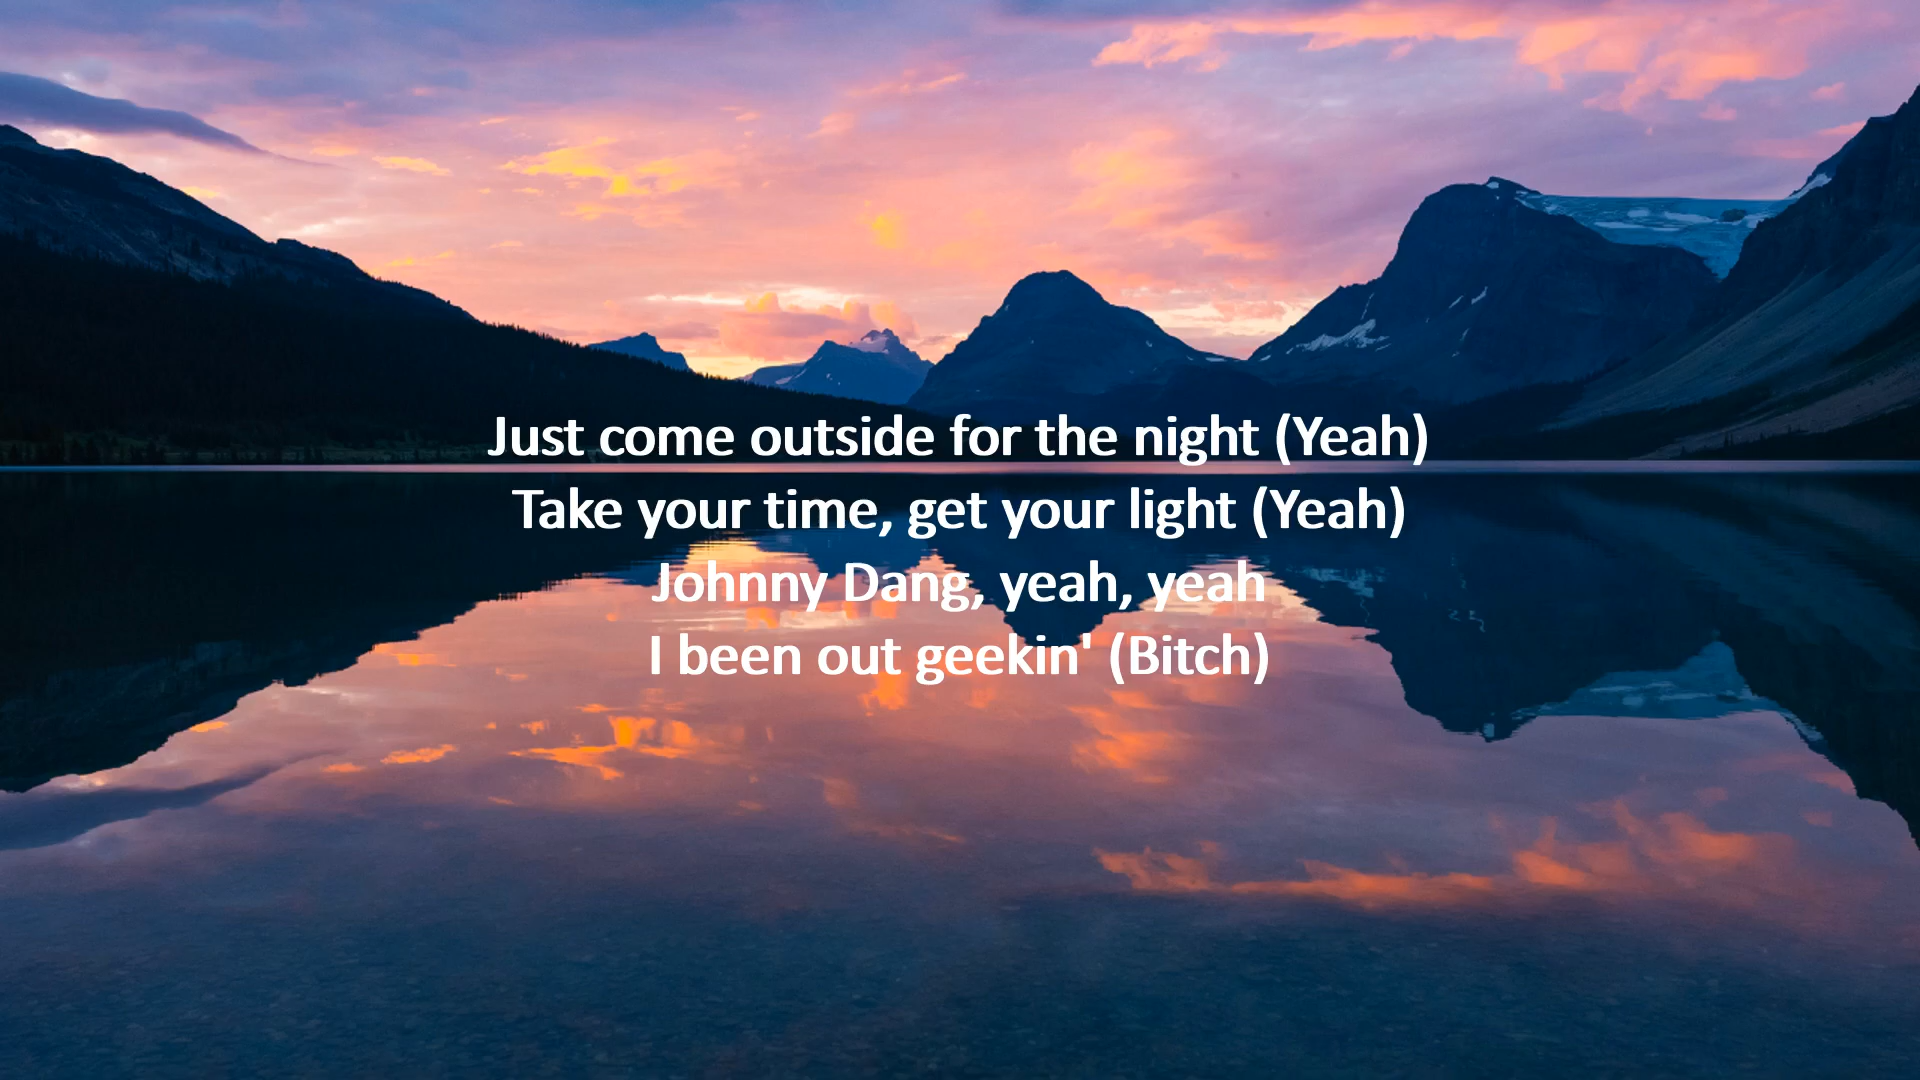 Just come outside for the night (Yeah)
Take your time, get your light (Yeah)
Johnny Dang, yeah, yeah
I been out geekin' (Bitch)